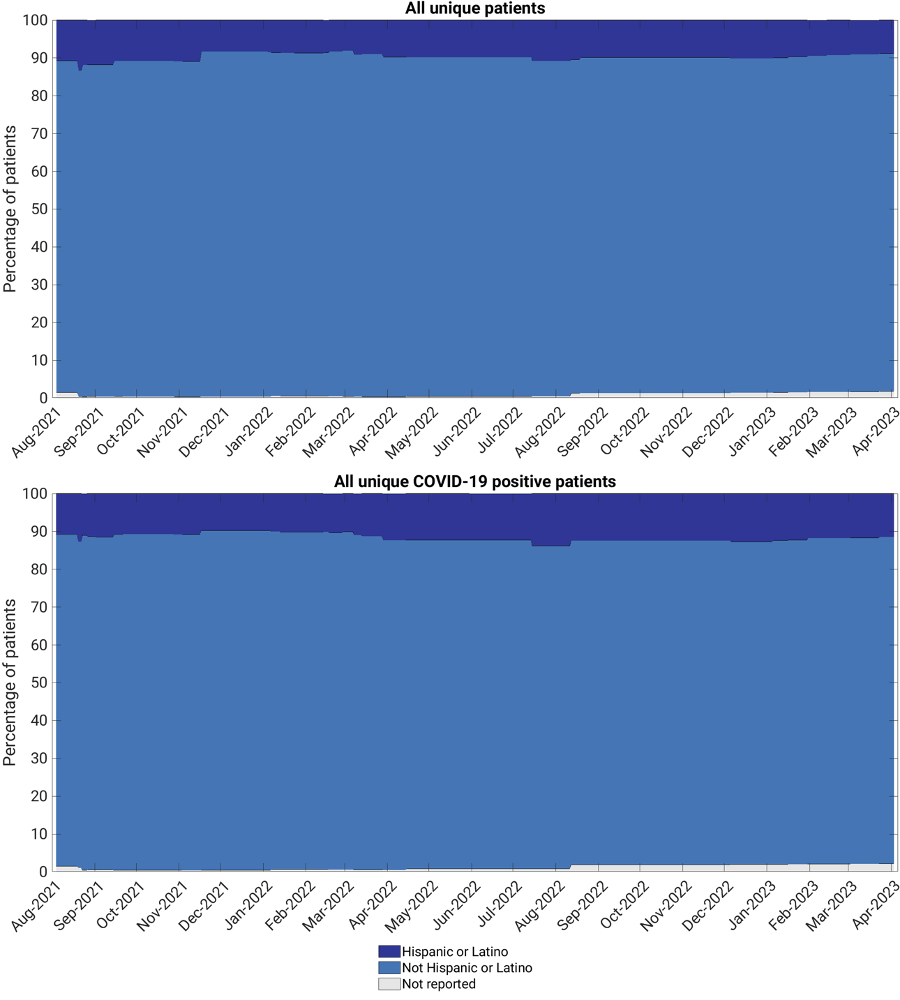 All unique patients
Percentage of patients
100
90
80
70
60
50
40
30
20
10
0
Aug-2021
Sep-2021
Oct-2021
Nov-2021
Dec-2021
Jan-2022
Feb-2022
Mar-2022
Apr-2022
May-2022
Jun-2022
Jul-2022
Aug-2022
Sep-2022
Oct-2022
Nov-2022
Dec-2022
Jan-2023
Feb-2023
Mar-2023
Apr-2023
All unique COVID-19 positive patients
Percentage of patients
100
90
80
70
60
50
40
30
20
10
0
Aug-2021
Sep-2021
Oct-2021
Nov-2021
Dec-2021
Jan-2022
Feb-2022
Mar-2022
Apr-2022
May-2022
Jun-2022
Jul-2022
Aug-2022
Sep-2022
Oct-2022
Nov-2022
Dec-2022
Jan-2023
Feb-2023
Mar-2023
Apr-2023
Hispanic or Latino
Not Hispanic or Latino
Not reported